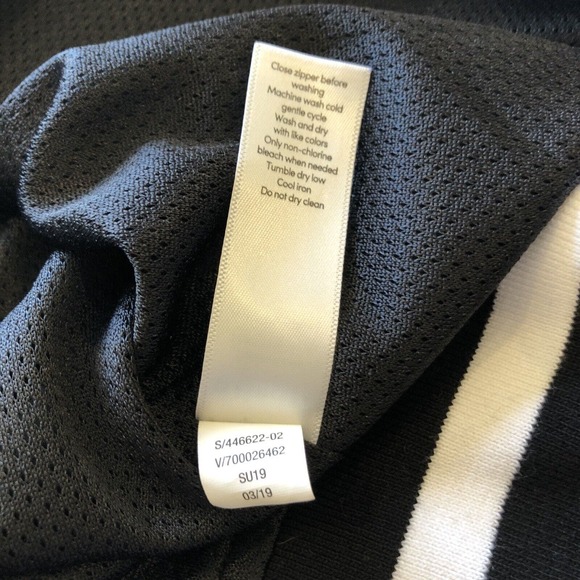 Close zipper before
washing
Machine wash cold
gentle cycle
Wash and dry
with like colors
Only non-chlorine
bleach when needed
Tumble dry low
Cool iron
Do not dry clean
S/446622-02
V/700026462
SU19
03/19